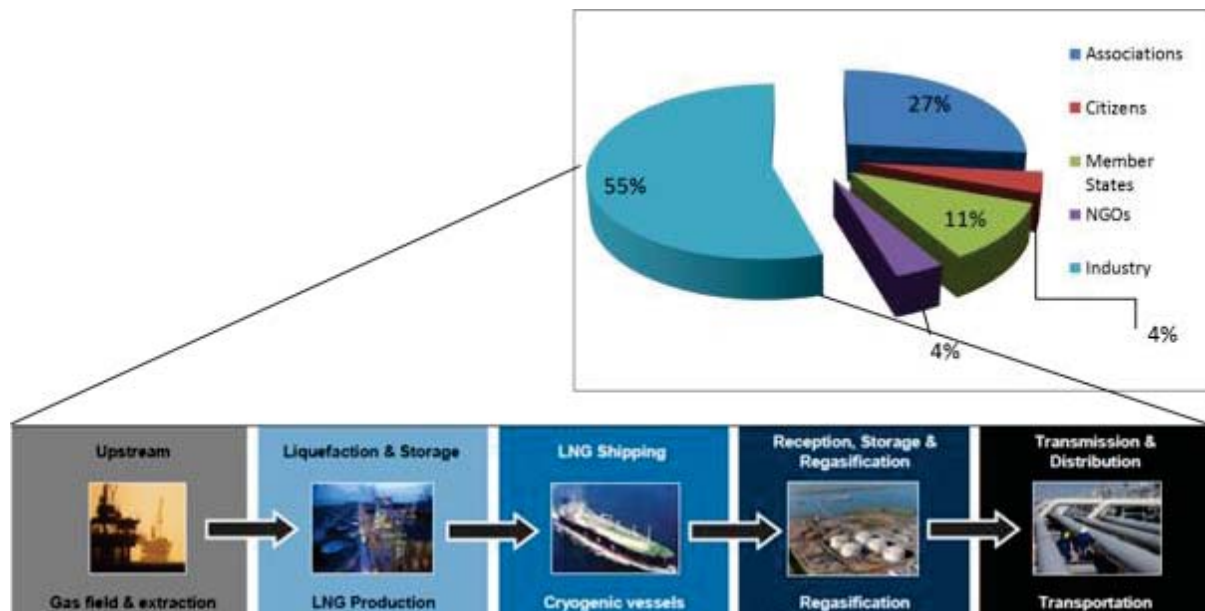 Associations
27%
Citizens
55%
Member
States
11%
NGOs
Industry
4%
4%
Upstream
Liquefaction & Storage
LNG Shipping
Reception, Storage &
Regasification
Transmission &
Distribution
Gas field & extraction
LNG Production
Cryogenic vessels
Regasification
Transportation